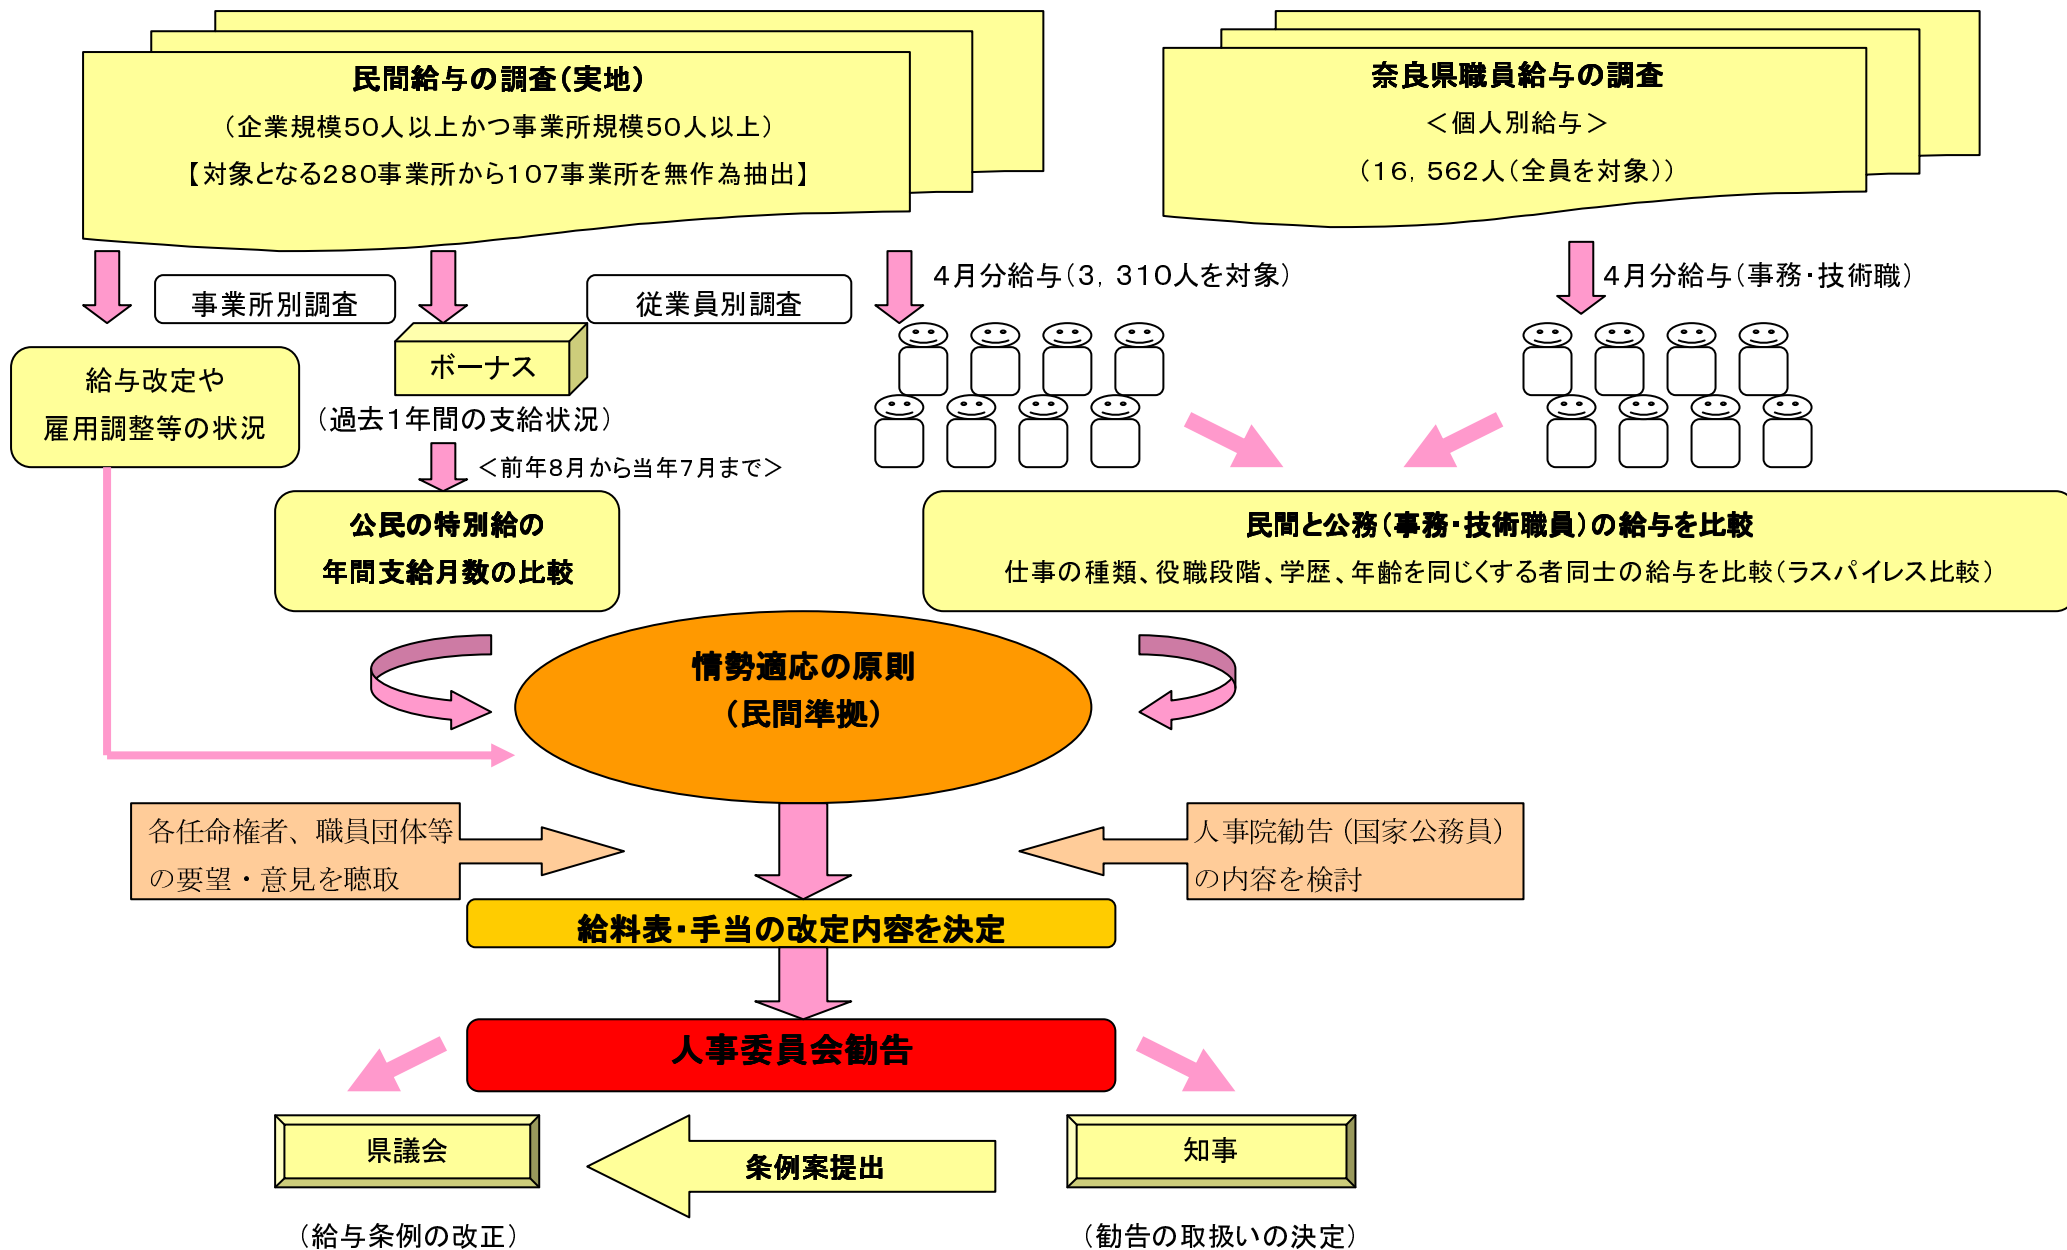 民間給与の調査(実地)
(企業規模50人以上かつ事業所規模50人以上)
【対象となる280事業所から107事業所を無作為抽出】
奈良県職員給与の調査
<個人別給与>
(16,562人(全員を対象))
事業所別調査
従業員別調査
4月分給与(3,310人を対象)
4月分給与(事務・技術職)
給与改定や
雇用調整等の状況
ボーナス
(過去1年間の支給状況)
<前年8月から当年7月まで>
公民の特別給の
年間支給月数の比較
民間と公務(事務・技術職員)の給与を比較
仕事の種類、役職段階、学歴、年齢を同じくする者同士の給与を比較(ラスパイレス比較)
情勢適応の原則
(民間準拠)
各任命権者、職員団体等
の要望・意見を聴取
人事院勧告(国家公務員)
の内容を検討
給料表・手当の改定内容を決定
人事委員会勧告
県議会
条例案提出
知事
(給与条例の改正)
(勧告の取扱いの決定)